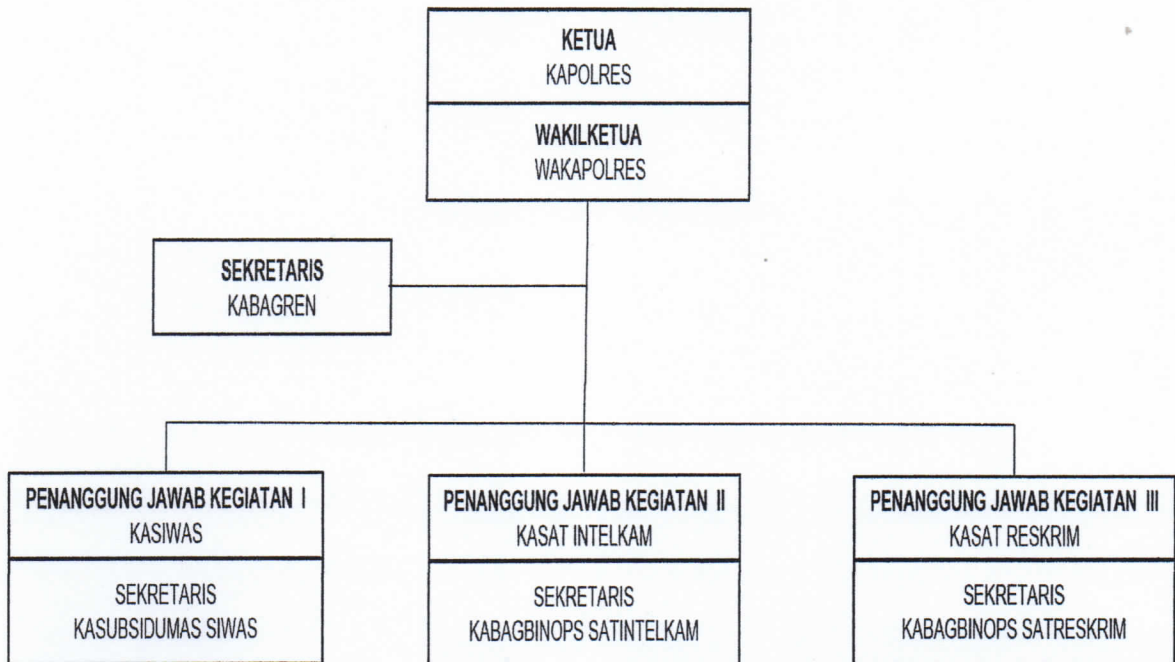 KETUA
KAPOLRES
WAKILKETUA
WAKAPOLRES
SEKRETARIS
KABAGREN
PENANGGUNG JAWAB KEGIATAN I
KASIWAS
SEKRETARIS
KASUBSIDUMAS SIWAS
PENANGGUNG JAWAB KEGIATAN II
KASAT INTELKAM
SEKRETARIS
KABAGBINOPS SATINTELKAM
PENANGGUNG JAWAB KEGIATAN III
KASAT RESKRIM
SEKRETARIS
KABAGBINOPS SATRESKRIM